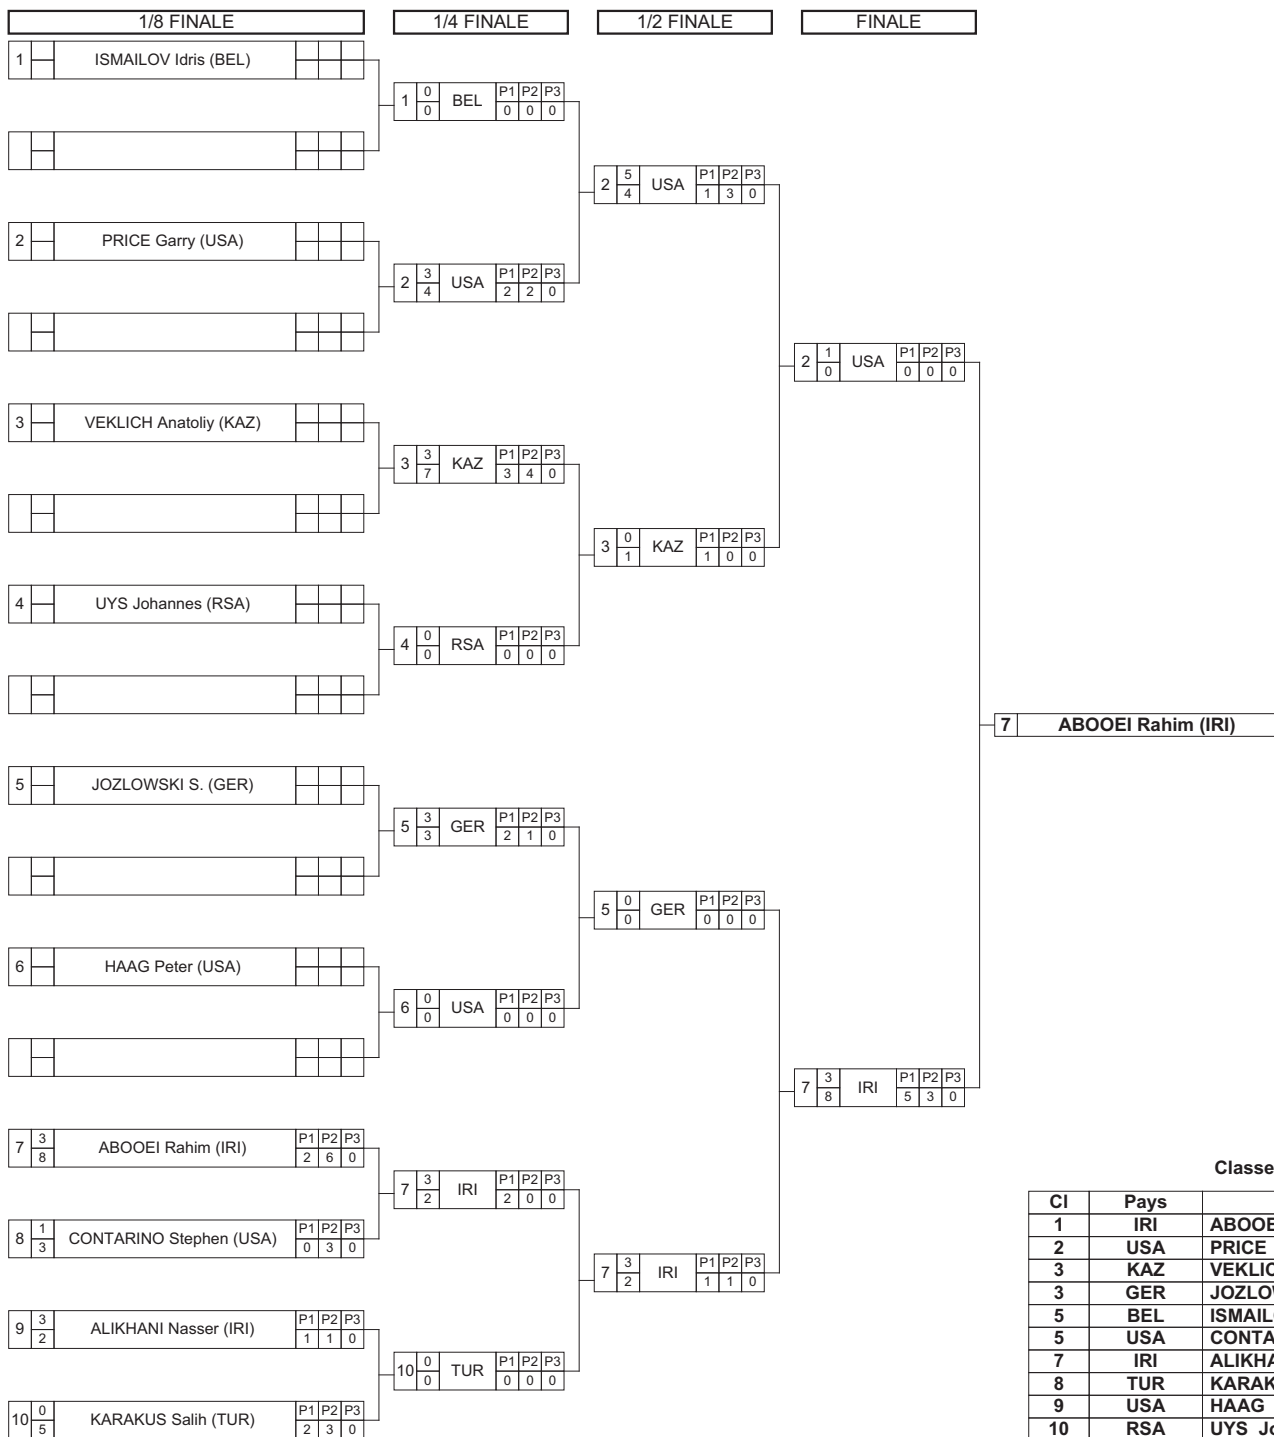 1/8 FINALE 1/4 FINALE 1/2 FINALE FINALE
1 ISMAILOV Idris (BEL)
1 0 0 BEL P1 P2 P3 0 0 0
2 5 4 USA P1 P2 P3 1 3 0
2 PRICE Garry (USA)
2 3 4 USA P1 P2 P3 2 2 0
2 1 0 USA P1 P2 P3 0 0 0
3 VEKLICH Anatoliy (KAZ)
3 3 7 KAZ P1 P2 P3 3 4 0
3 0 1 KAZ P1 P2 P3 1 0 0
4 UYS Johannes (RSA)
4 0 0 RSA P1 P2 P3 0 0 0
7 ABOOEI Rahim (IRI)
5 JOZLOWSKI S. (GER)
5 3 3 GER P1 P2 P3 2 1 0
5 0 0 GER P1 P2 P3 0 0 0
6 HAAG Peter (USA)
6 0 0 USA P1 P2 P3 0 0 0
7 3 8 IRI P1 P2 P3 5 3 0
7 3 8 ABOOEI Rahim (IRI) P1 P2 P3 2 6 0
7 3 2 IRI P1 P2 P3 2 0 0
8 1 3 CONTARINO Stephen (USA) P1 P2 P3 0 3 0
7 3 2 IRI P1 P2 P3 1 1 0
9 3 2 ALIKHANI Nasser (IRI) P1 P2 P3 1 1 0
10 0 0 TUR P1 P2 P3 0 0 0
10 0 5 KARAKUS Salih (TUR) P1 P2 P3 2 3 0
Classe
Cl Pays
1 IRI ABOOE
2 USA PRICE
3 KAZ VEKLIC
3 GER JOZLO
5 BEL ISMAIL
5 USA CONTA
7 IRI ALIKHA
8 TUR KARAK
9 USA HAAG
10 RSA UYS Jo